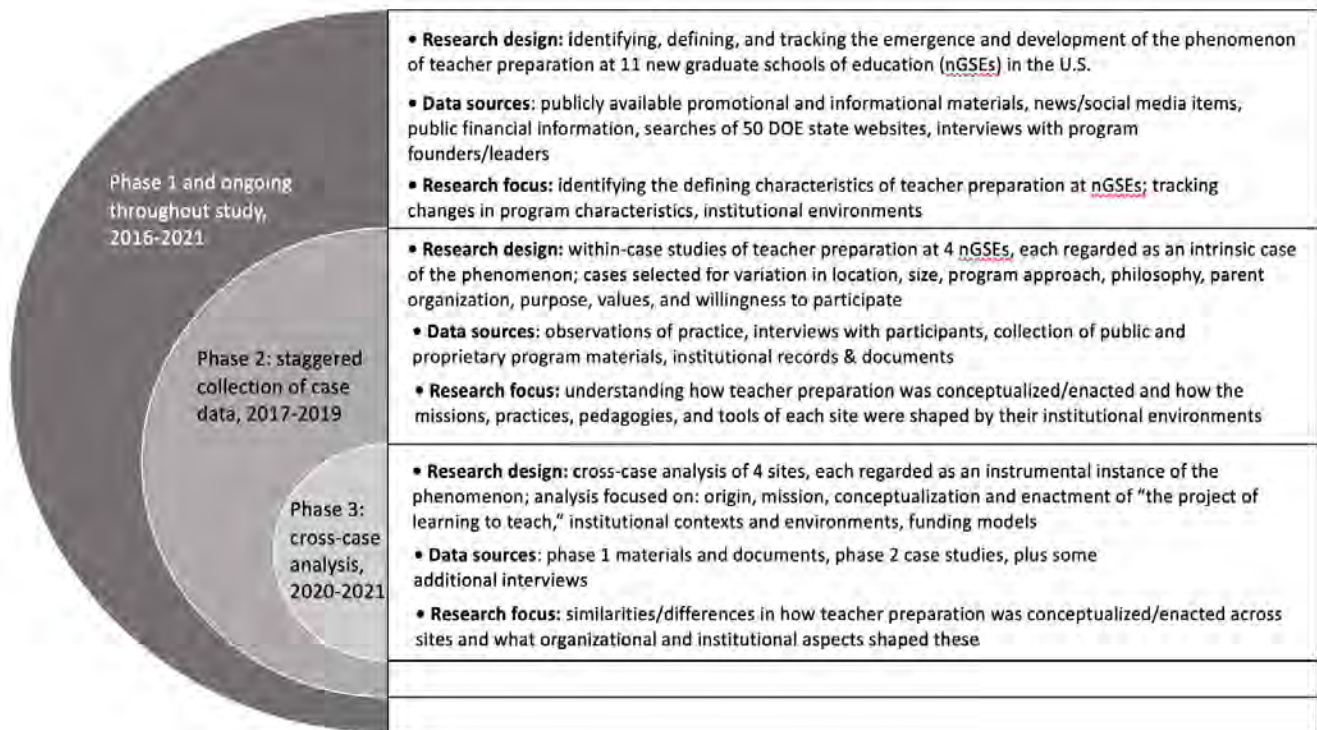 Phase 1 and ongoing
throughout study,
2016-2021
• Research design: identifying, defining, and tracking the emergence and development of the phenomenon
of teacher preparation at 11 new graduate schools of education (nGSEs) in the U.S.
• Data sources: publicly available promotional and informational materials, news/social media items,
public financial information, searches of 50 DOE state websites, interviews with program
founders/leaders
• Research focus: identifying the defining characteristics of teacher preparation at nGSEs; tracking
changes in program characteristics, institutional environments
Phase 2: staggered
collection of case
data, 2017-2019
• Research design: within-case studies of teacher preparation at 4 nGSEs, each regarded as an intrinsic case
of the phenomenon; cases selected for variation in location, size, program approach, philosophy, parent
organization, purpose, values, and willingness to participate
• Data sources: observations of practice, interviews with participants, collection of public and
proprietary program materials, institutional records & documents
• Research focus: understanding how teacher preparation was conceptualized/enacted and how the
missions, practices, pedagogies, and tools of each site were shaped by their institutional environments
Phase 3:
cross-case
analysis,
2020-2021
• Research design: cross-case analysis of 4 sites, each regarded as an instrumental instance of the
phenomenon; analysis focused on: origin, mission, conceptualization and enactment of “the project of
learning to teach,” institutional contexts and environments, funding models
• Data sources: phase 1 materials and documents, phase 2 case studies, plus some
additional interviews
• Research focus: similarities/differences in how teacher preparation was conceptualized/enacted across
sites and what organizational and institutional aspects shaped these